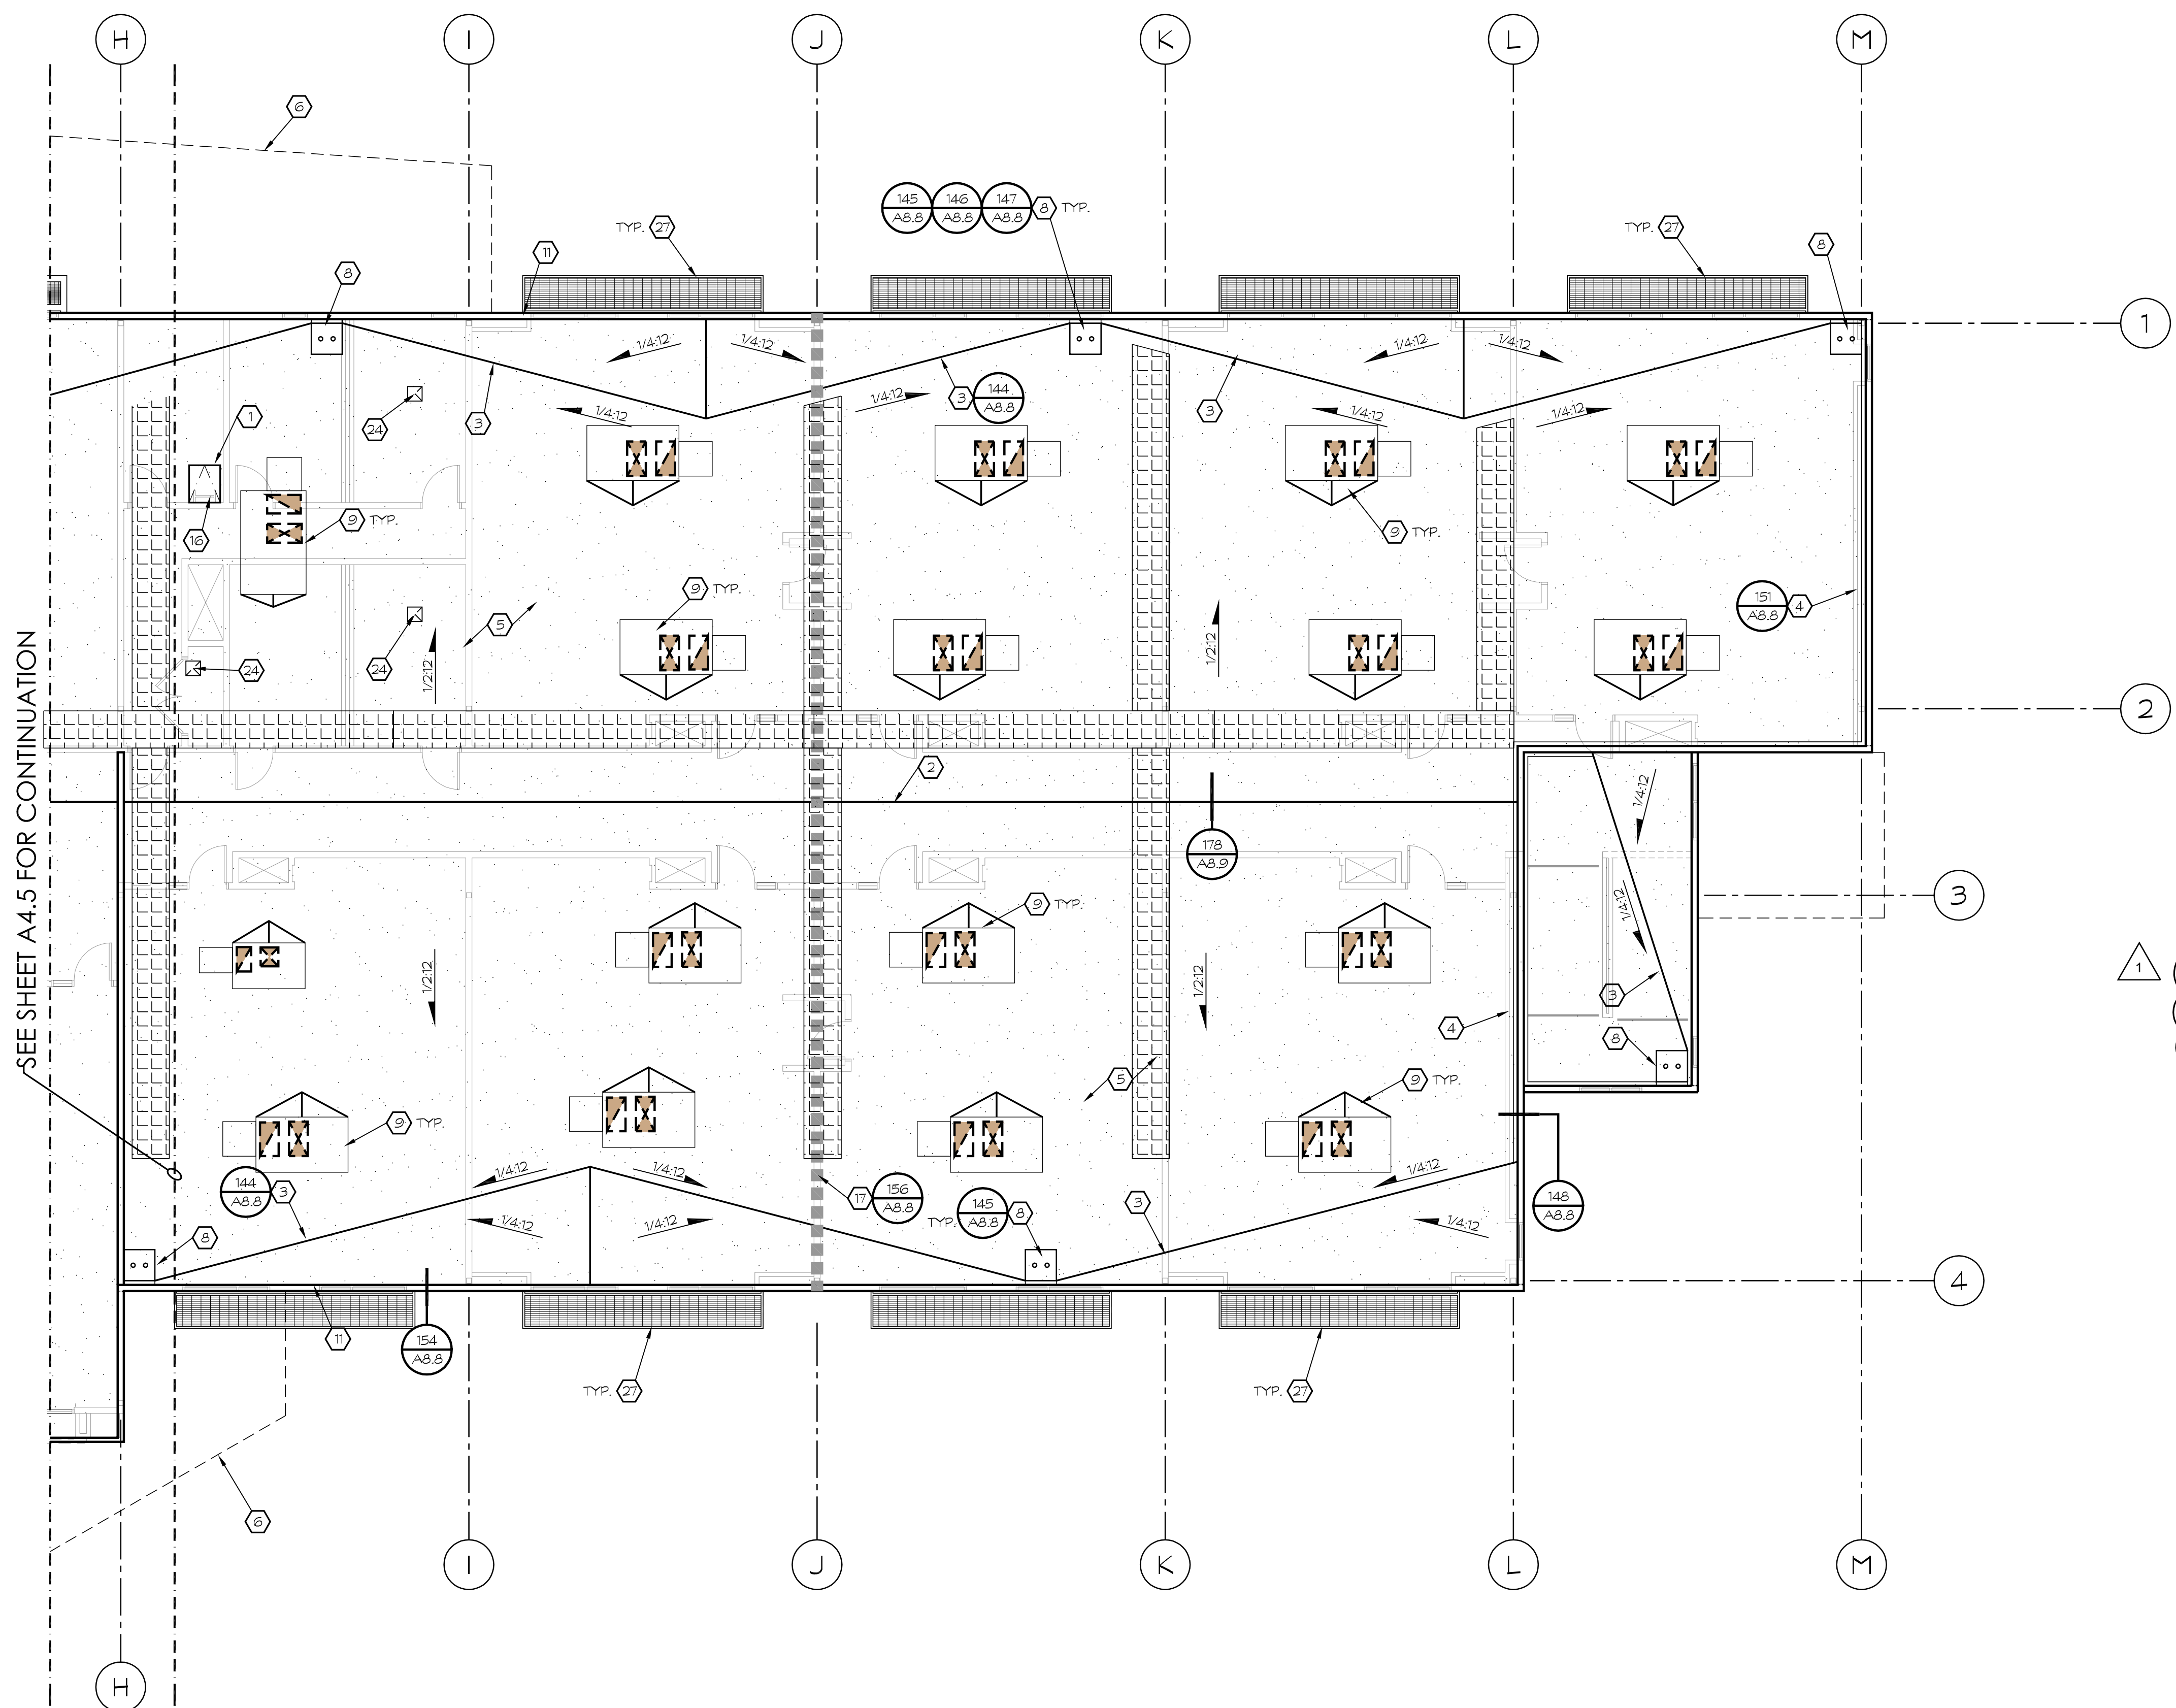 H I J K L M
6
145 146 147
A8.8 A8.8 A8.8 8 TYP.
TYP. 27
TYP. 27
8
11
8
1
1/4:12 1/4:12 1/4:12 1/4:12
3 144
A8.8
1/4:12 1/4:12 1/4:12 1/4:12
1
24
3
3
16
9 TYP.
9 TYP.
9 TYP.
151
A8.8 4
5
24
24
1/2:12
1/2:12
2
SEE SHEET A4.5 FOR CONTINUATION
2
1/4:12
178
A8.9
3
9 TYP.
1/4:12
1/2:12
1/2:12
1
3
4
8
5
9 TYP.
9 TYP.
144
A8.8 3
1/4:12 1/4:12 1/4:12
17 156
A8.8
TYP. 145
A8.8 8
3
148
A8.8
8
1/4:12 1/4:12 1/4:12
4
11
154
A8.8
TYP. 27
TYP. 27
6
I J K L M
H